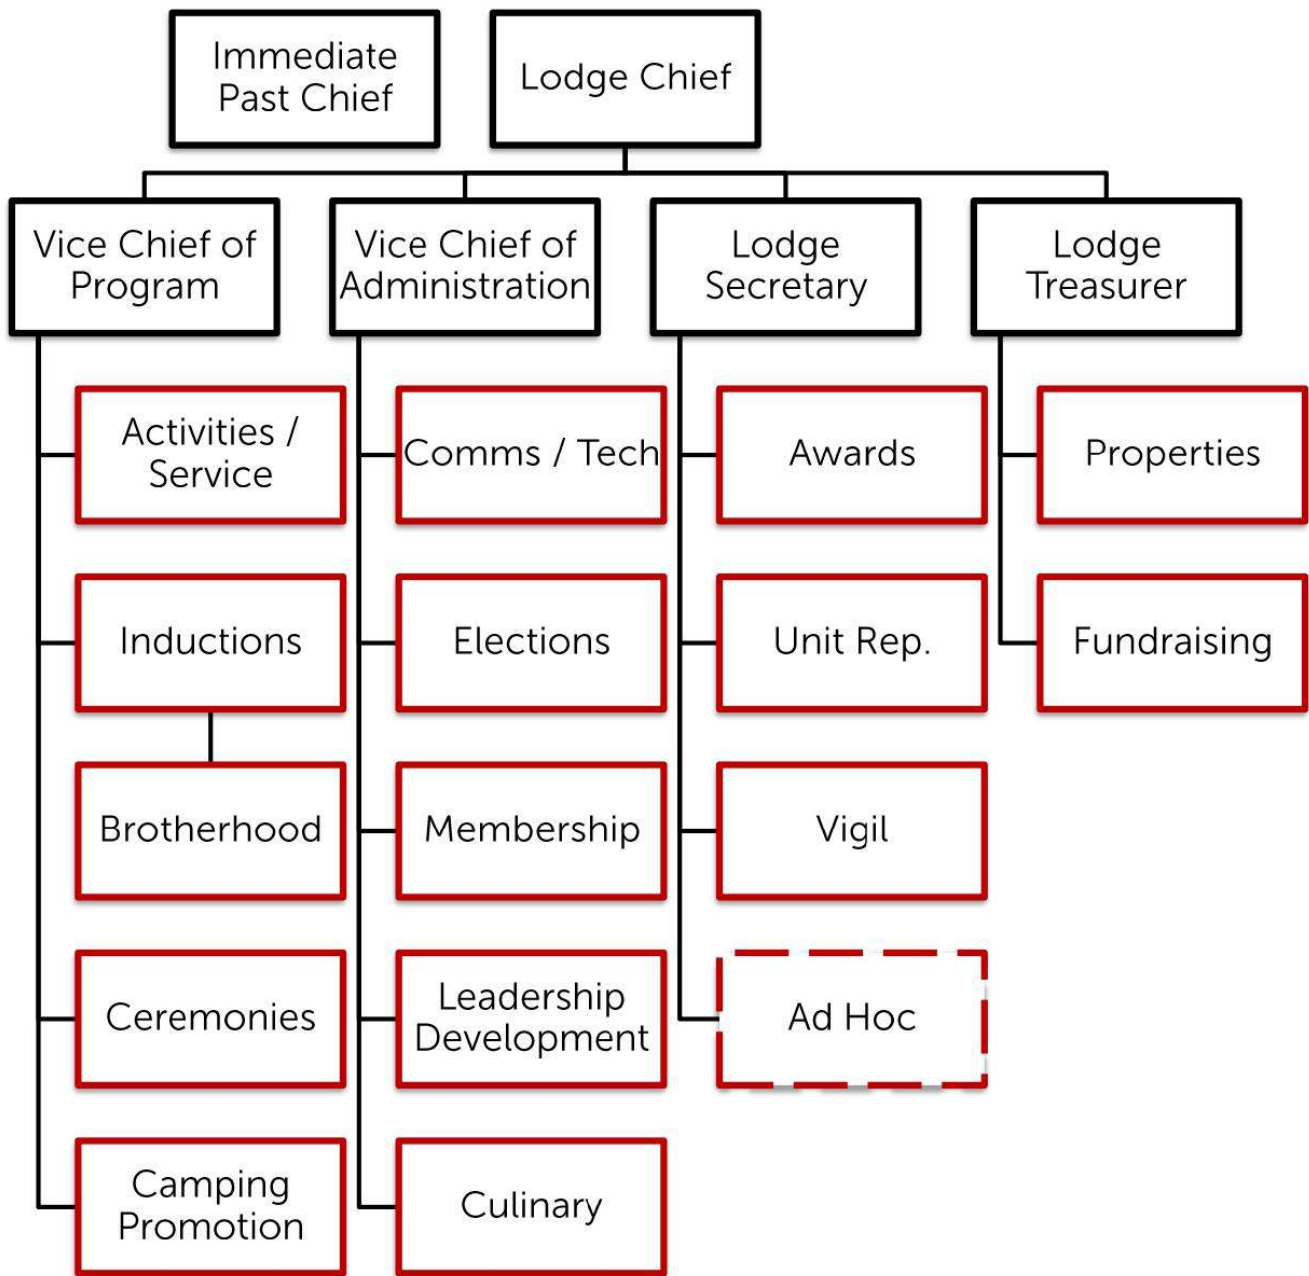 Immediate
Past Chief
Lodge Chief
Vice Chief of
Program
Vice Chief of
Administration
Lodge
Secretary
Lodge
Treasurer
Activities /
Service
Comms / Tech
Awards
Properties
Inductions
Elections
Unit Rep.
Fundraising
Brotherhood
Membership
Vigil
Ceremonies
Leadership
Development
Ad Hoc
Camping
Promotion
Culinary